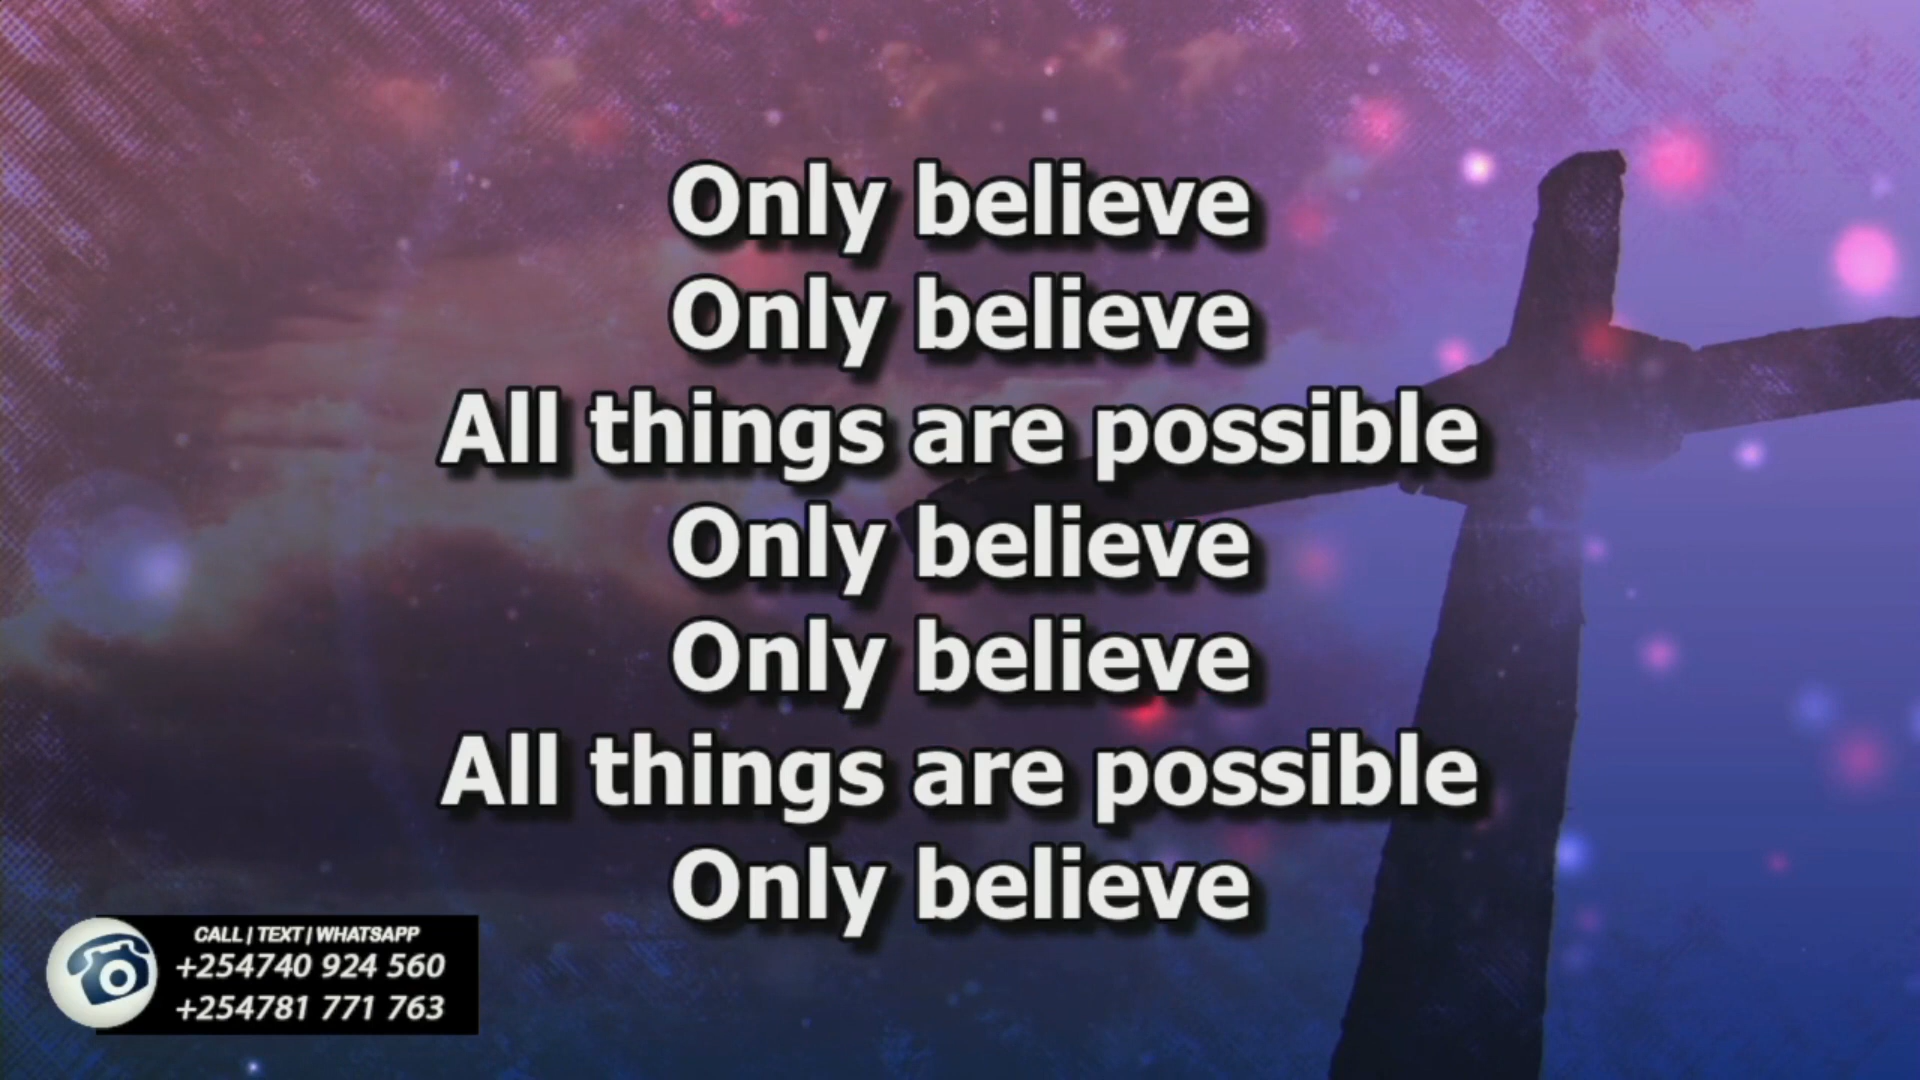 Only believe
Only believe
All things are possible
Only believe
Only believe
All things are possible
Only believe
CALL | TEXT | WHATSAPP
+254740 924 560
+254781 771 763